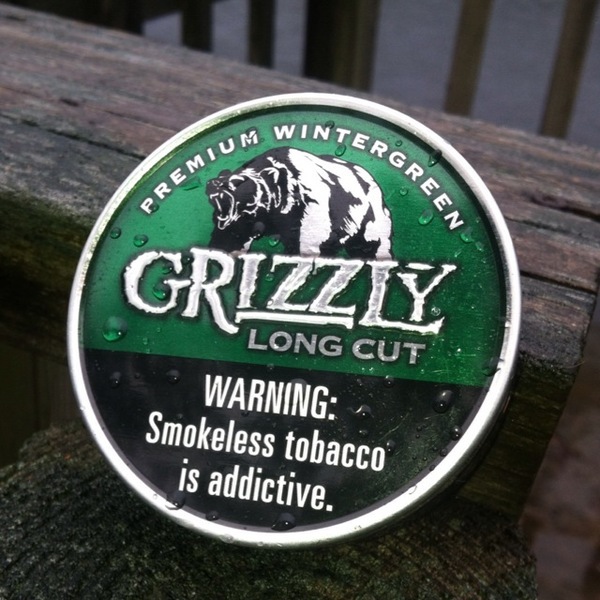 PREMIUM WINTERGREEN
GRIZZLY
LONG CUT
WARNING:
Smokeless tobacco
is addictive.